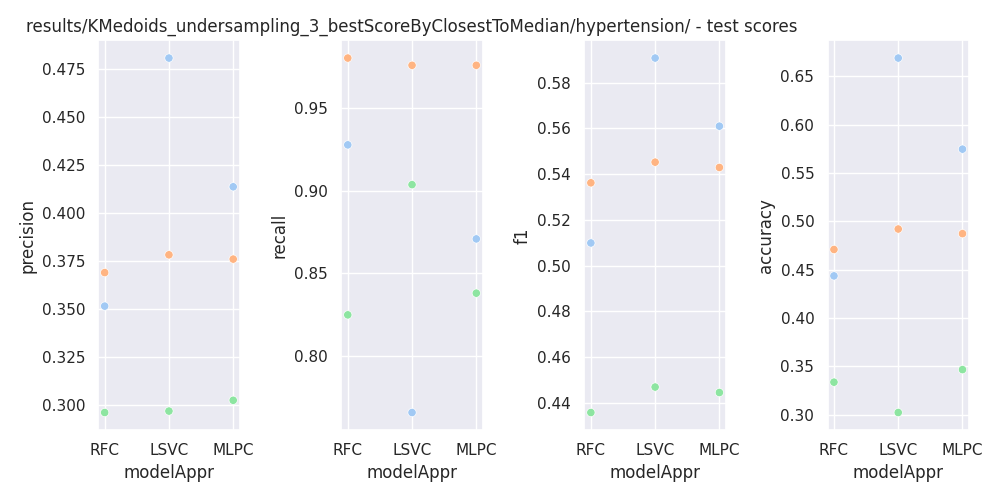 results/KMedoids_undersampling_3_bestScoreByClosestToMedian/hypertension/ - test scores
precision
0.475
0.450
0.425
0.400
0.375
0.350
0.325
0.300
RFC LSVC MLPC
modelAppr
recall
0.95
0.90
0.85
0.80
RFC LSVC MLPC
modelAppr
f1
0.58
0.56
0.54
0.52
0.50
0.48
0.46
0.44
RFC LSVC MLPC
modelAppr
accuracy
0.65
0.60
0.55
0.50
0.45
0.40
0.35
0.30
RFC LSVC MLPC
modelAppr